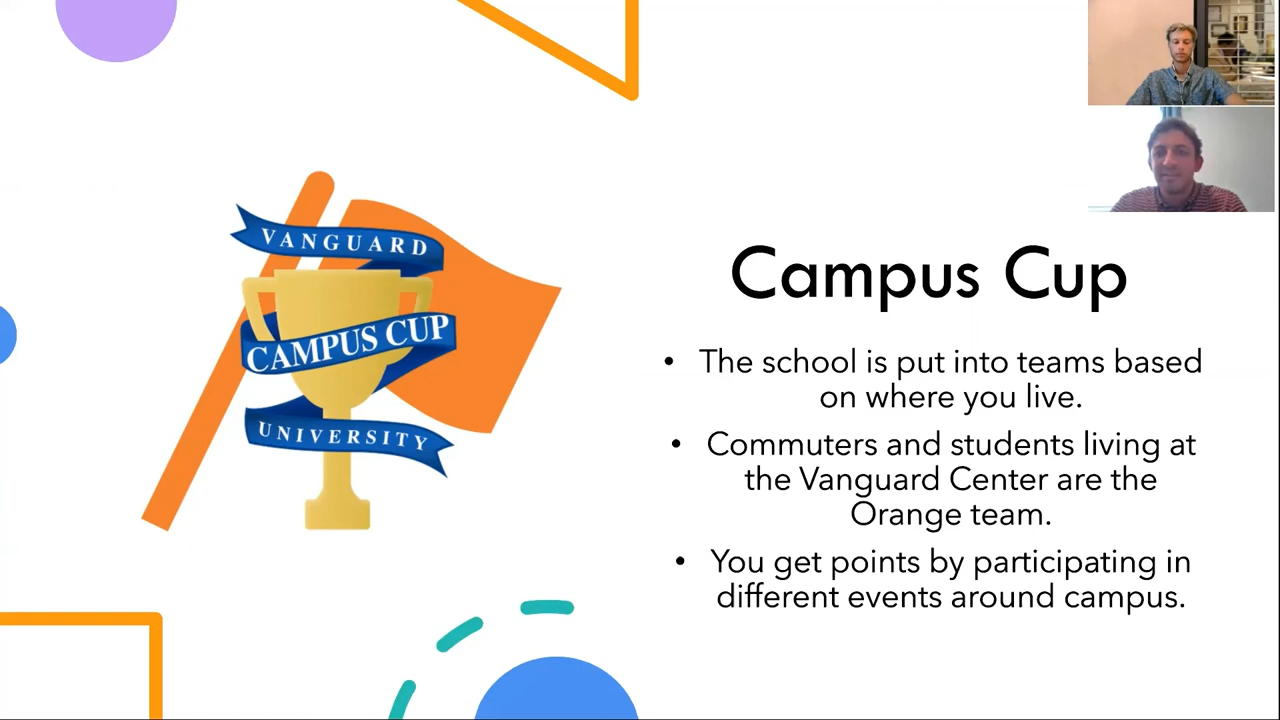 VANGUARD
CAMPUS CUP
UNIVERSITY
Campus Cup
• The school is put into teams based
on where you live.
• Commuters and students living at
the Vanguard Center are the
Orange team.
• You get points by participating in
different events around campus.